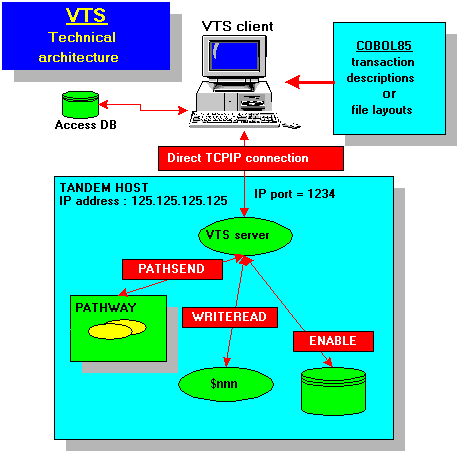 VTS
Technical
architecture
VTS client
COBOL85
transaction
descriptions
or
file layouts
Access DB
Direct TCPIP connection
TANDEM HOST
IP address : 125.125.125.125
IP port = 1234
VTS server
PATHSEND
PATHWAY
WRITEREAD
ENABLE
$nnn